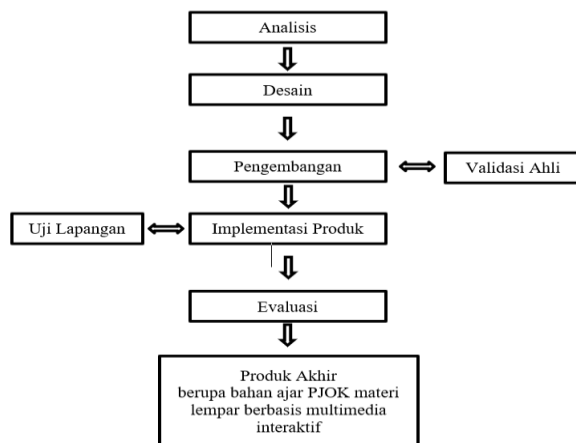 Analisis
Desain
Pengembangan
Validasi Ahli
Uji Lapangan
Implementasi Produk
Evaluasi
Produk Akhir
berupa bahan ajar PJOK materi
lempar berbasis multimedia
interaktif